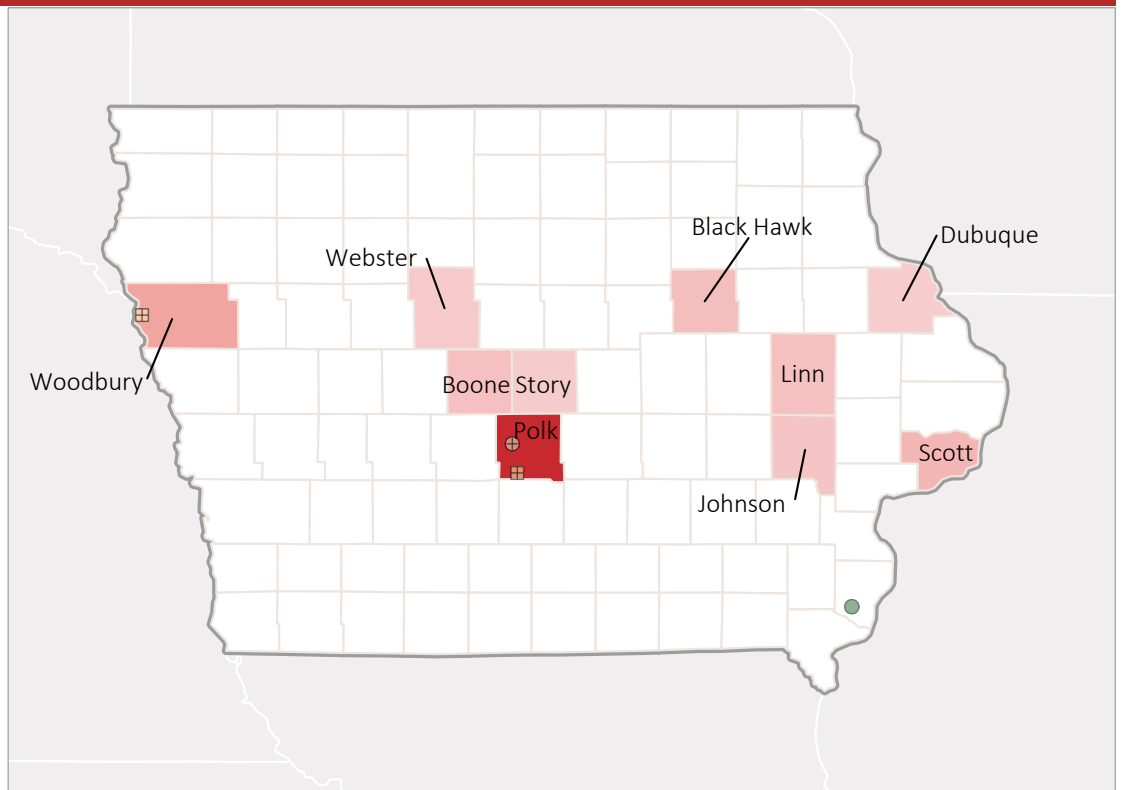 Black Hawk
Dubuque
Webster
Woodbury
Boone
Story
Linn
Polk
Scott
Johnson